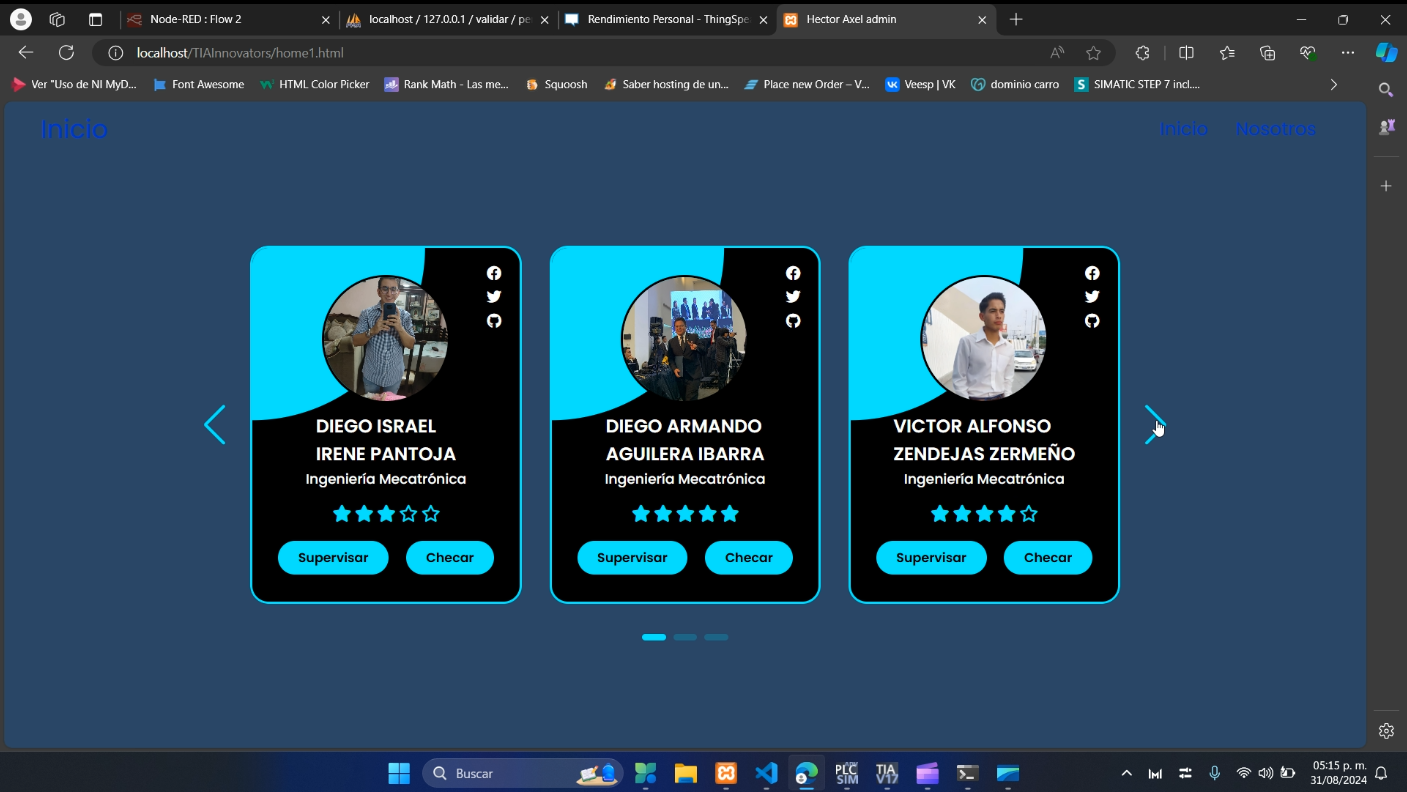 Node-RED : Flow 2
localhost / 127.0.0.1 / validar / pe
Rendimiento Personal - ThingSpe
Hector Axel admin
localhost/TIAInnovators/home1.html
Ver "Uso de NI MyD...
Font Awesome
HTML Color Picker
Rank Math - Las me...
Squoosh
Saber hosting de un...
Place new Order – V...
Veesp | VK
dominio carro
SIMATIC STEP 7 incl....
Inicio
Inicio
Nosotros
DIEGO ISRAEL
IRENE PANTOJA
Ingeniería Mecatrónica
Supervisar
Checar
DIEGO ARMANDO
AGUILERA IBARRA
Ingeniería Mecatrónica
Supervisar
Checar
VICTOR ALFONSO
ZENDEJAS ZERMEÑO
Ingeniería Mecatrónica
Supervisar
Checar
Buscar
PLC
SIM
TIA
V17
05:15 p. m.
31/08/2024